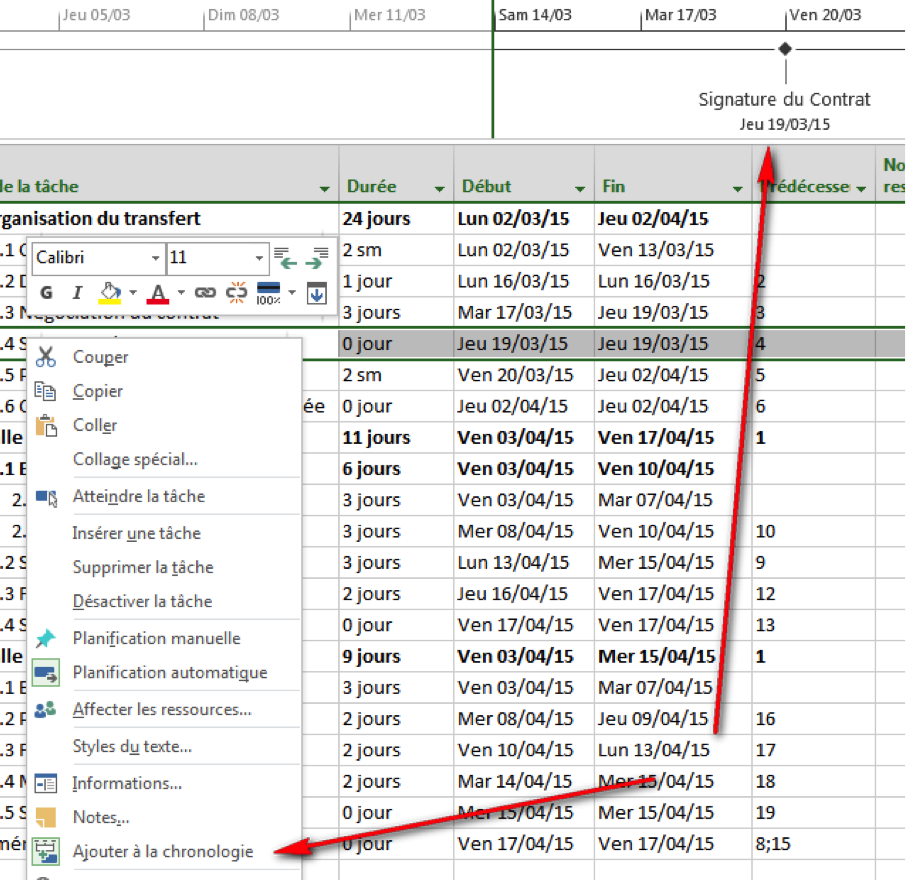 Jeu 05/03 Dim 08/03 Mer 11/03 Sam 14/03 Mar 17/03 Ven 20/03
Signature du Contrat
Jeu 19/03/15
de la tâche Durée Début Fin Prédécesse No
res
rganisation du transfert 24 jours Lun 02/03/15 Jeu 02/04/15
.1 2 sm Lun 02/03/15 Ven 13/03/15
Calibri 11
.2 1 jour Lun 16/03/15 Lun 16/03/15 2
G I A 100%
.3 Négociation du contrat 3 jours Mar 17/03/15 Jeu 19/03/15 3
.4 S 0 jour Jeu 19/03/15 Jeu 19/03/15 4
Couper
.5 2 sm Ven 20/03/15 Jeu 02/04/15 5
Copier
.6 ée 0 jour Jeu 02/04/15 Jeu 02/04/15 6
Coller
lle 11 jours Ven 03/04/15 Ven 17/04/15 1
Collage spécial...
.1 6 jours Ven 03/04/15 Ven 10/04/15
Atteindre la tâche
2. 3 jours Ven 03/04/15 Mar 07/04/15
Insérer une tâche
2. 3 jours Mer 08/04/15 Ven 10/04/15 10
Supprimer la tâche
.2 S 3 jours Lun 13/04/15 Mer 15/04/15 9
Désactiver la tâche
.3 2 jours Jeu 16/04/15 Ven 17/04/15 12
.4 S 0 jour Ven 17/04/15 Ven 17/04/15 13
Planification manuelle
lle 9 jours Ven 03/04/15 Mer 15/04/15 1
Planification automatique
.1 3 jours Ven 03/04/15 Mar 07/04/15
Affecter les ressources...
.2 2 jours Mer 08/04/15 Jeu 09/04/15 16
Styles du texte...
.3 2 jours Ven 10/04/15 Lun 13/04/15 17
Informations...
.4 2 jours Mar 14/04/15 Mer 15/04/15 18
Notes...
.5 S 0 jour Mer 15/04/15 Mer 15/04/15 19
Ajouter à la chronologie
mér 0 jour Ven 17/04/15 Ven 17/04/15 8;15